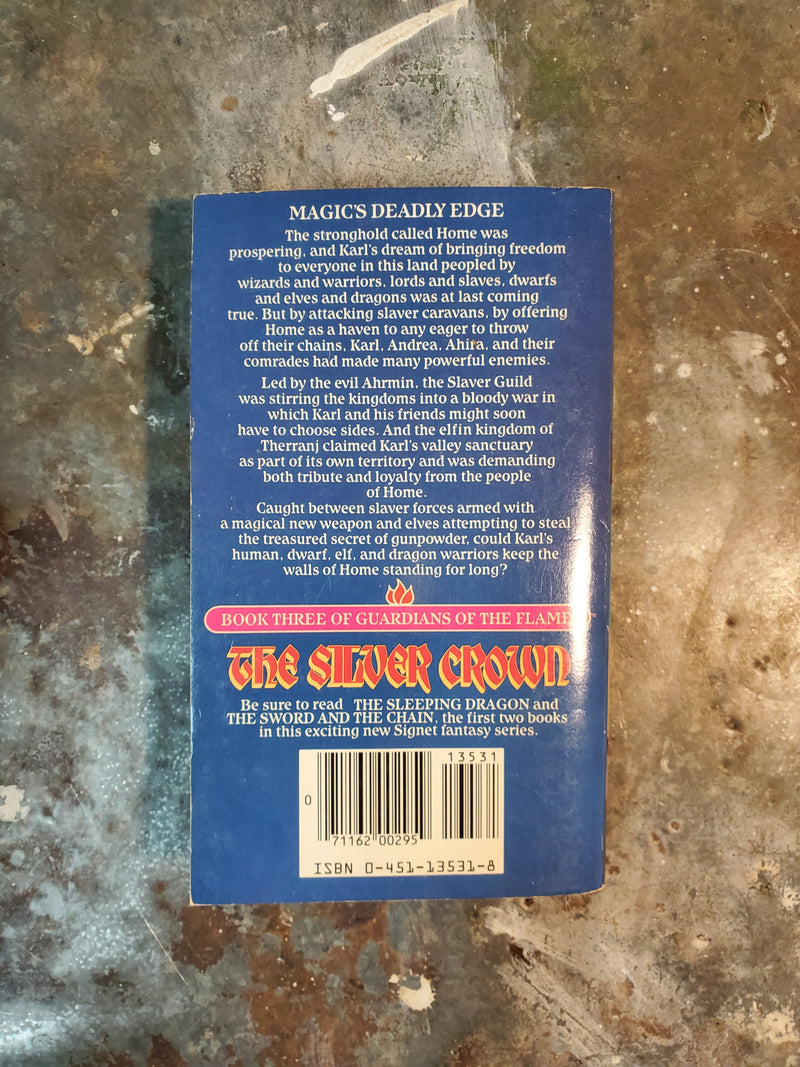 MAGIC'S DEADLY EDGE
The stronghold called Home was
prospering, and Karl's dream of bringing freedom
to everyone in this land peopled by
wizards and warriors, lords and slaves, dwarfs
and elves and dragons was at last coming
true. But by attacking slaver caravans, by offering
Home as a haven to any eager to throw
off their chains, Karl, Andrea, Ahira, and their
comrades had made many powerful enemies.
Led by the evil Ahrmin, the Slaver Guild
was stirring the kingdoms into a bloody war in
which Karl and his friends might soon
have to choose sides. And the elfin kingdom of
Therranj claimed Karl's valley sanctuary
as part of its own territory and was demanding
both tribute and loyalty from the people
of Home.
Caught between slaver forces armed with
a magical new weapon and elves attempting to steal
the treasured secret of gunpowder, could Karl's
human, dwarf, elf, and dragon warriors keep the
walls of Home standing for long?
BOOK THREE OF GUARDIANS OF THE FLAME
THE SILVER CROWN
Be sure to read THE SLEEPING DRAGON and
THE SWORD AND THE CHAIN, the first two books
in this exciting new Signet fantasy series.
13531
0
71162 00295
ISBN 0-451-13531-8